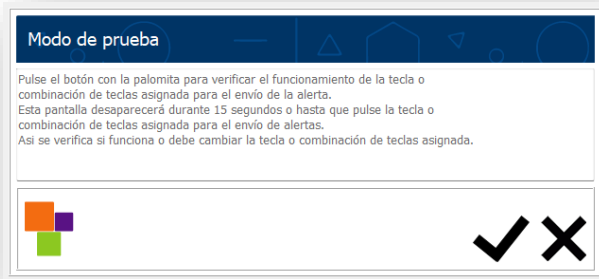 Modo de prueba
Pulse el botón con la palomita para verificar el funcionamiento de la tecla o
combinación de teclas asignada para el envío de la alerta.
Esta pantalla desaparecerá durante 15 segundos o hasta que pulse la tecla o
combinación de teclas asignada para el envío de alertas.
Asi se verifica si funciona o debe cambiar la tecla o combinación de teclas asignada.